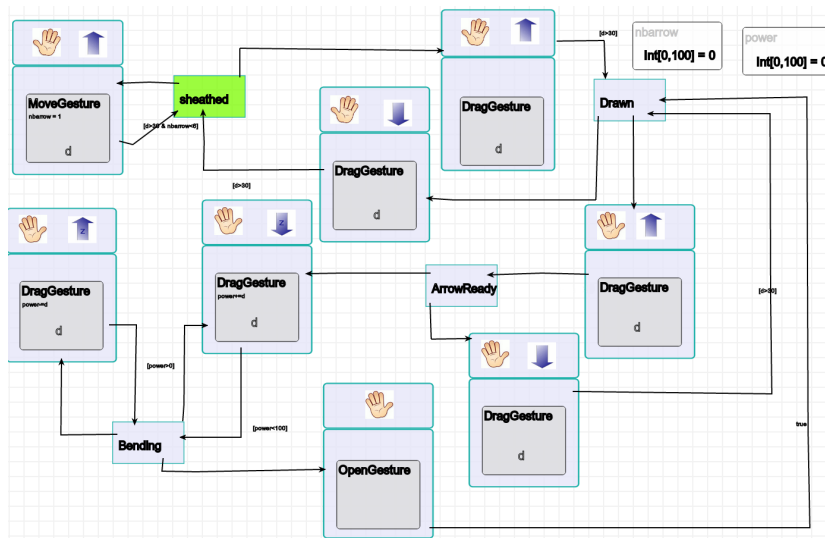 [d>30]
nbarrow
int[0,100] = 0
power
int[0,100] = 0
MoveGesture
nbarrow = 1
d
sheathed
[d>30 & nbarrow<6]
DragGesture
Drawn
DragGesture
d
[d>30]
z
z
DragGesture
power-=d
d
DragGesture
power+=d
d
ArrowReady
DragGesture
d
[d>30]
[power>0]
DragGesture
d
[power<100]
true
Bending
OpenGesture